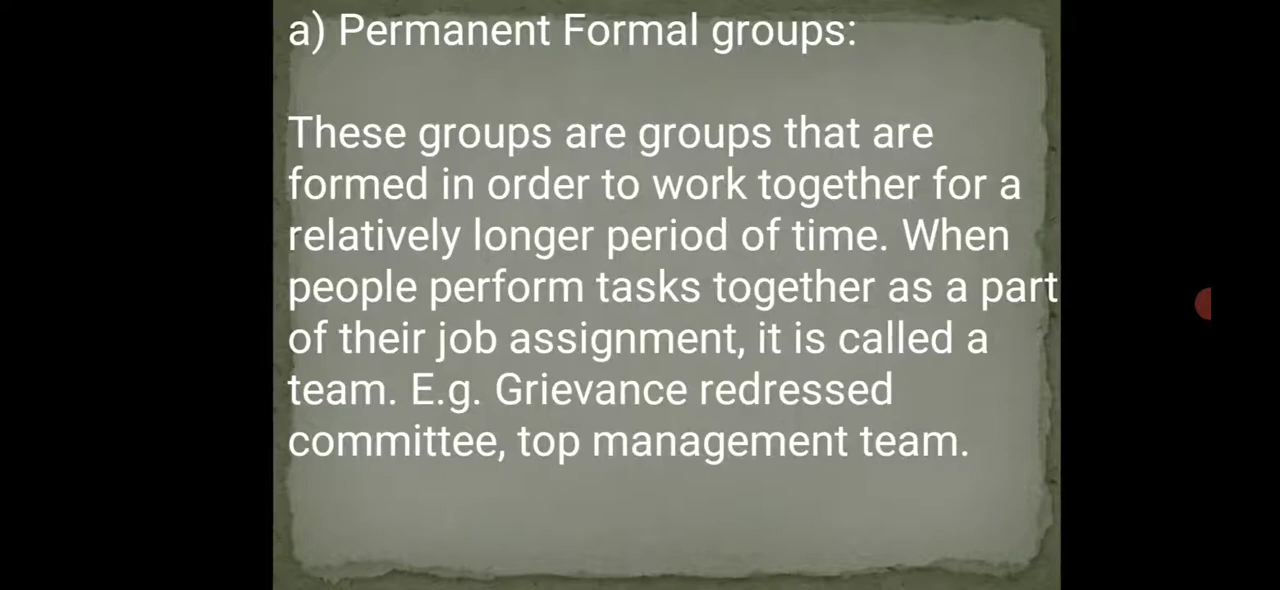 a) Permanent Formal groups:
These groups are groups that are
formed in order to work together for a
relatively longer period of time. When
people perform tasks together as a part
of their job assignment, it is called a
team. E.g. Grievance redressed
committee, top management team.